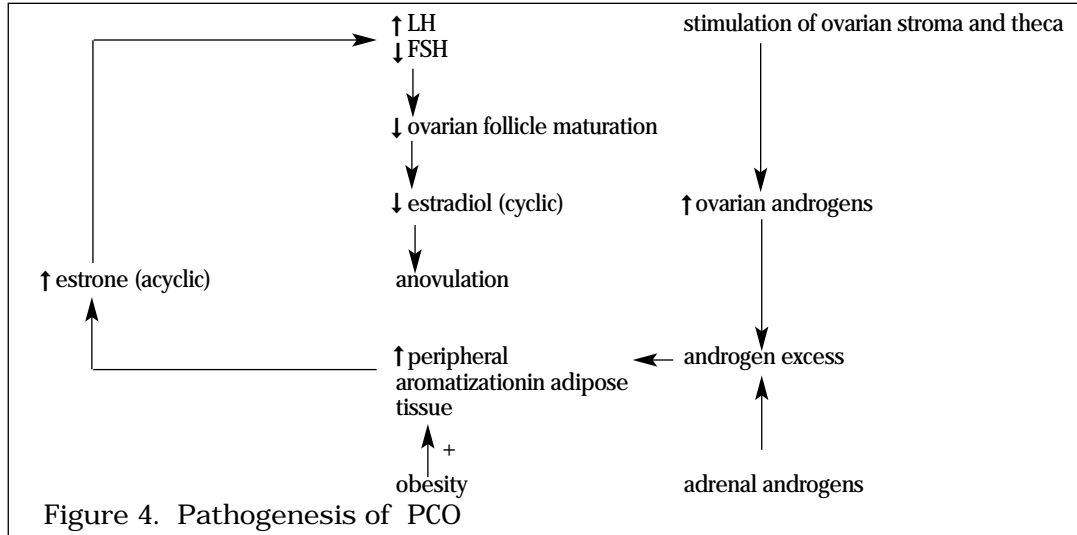 ↑ LH
↓ FSH
stimulation of ovarian stroma and theca
↓ ovarian follicle maturation
↓ estradiol (cyclic)
↑ ovarian androgens
↑ estrone (acyclic)
anovulation
↑ peripheral
aromatizationin adipose
tissue
androgen excess
+
obesity
adrenal androgens
Figure 4. Pathogenesis of PCO